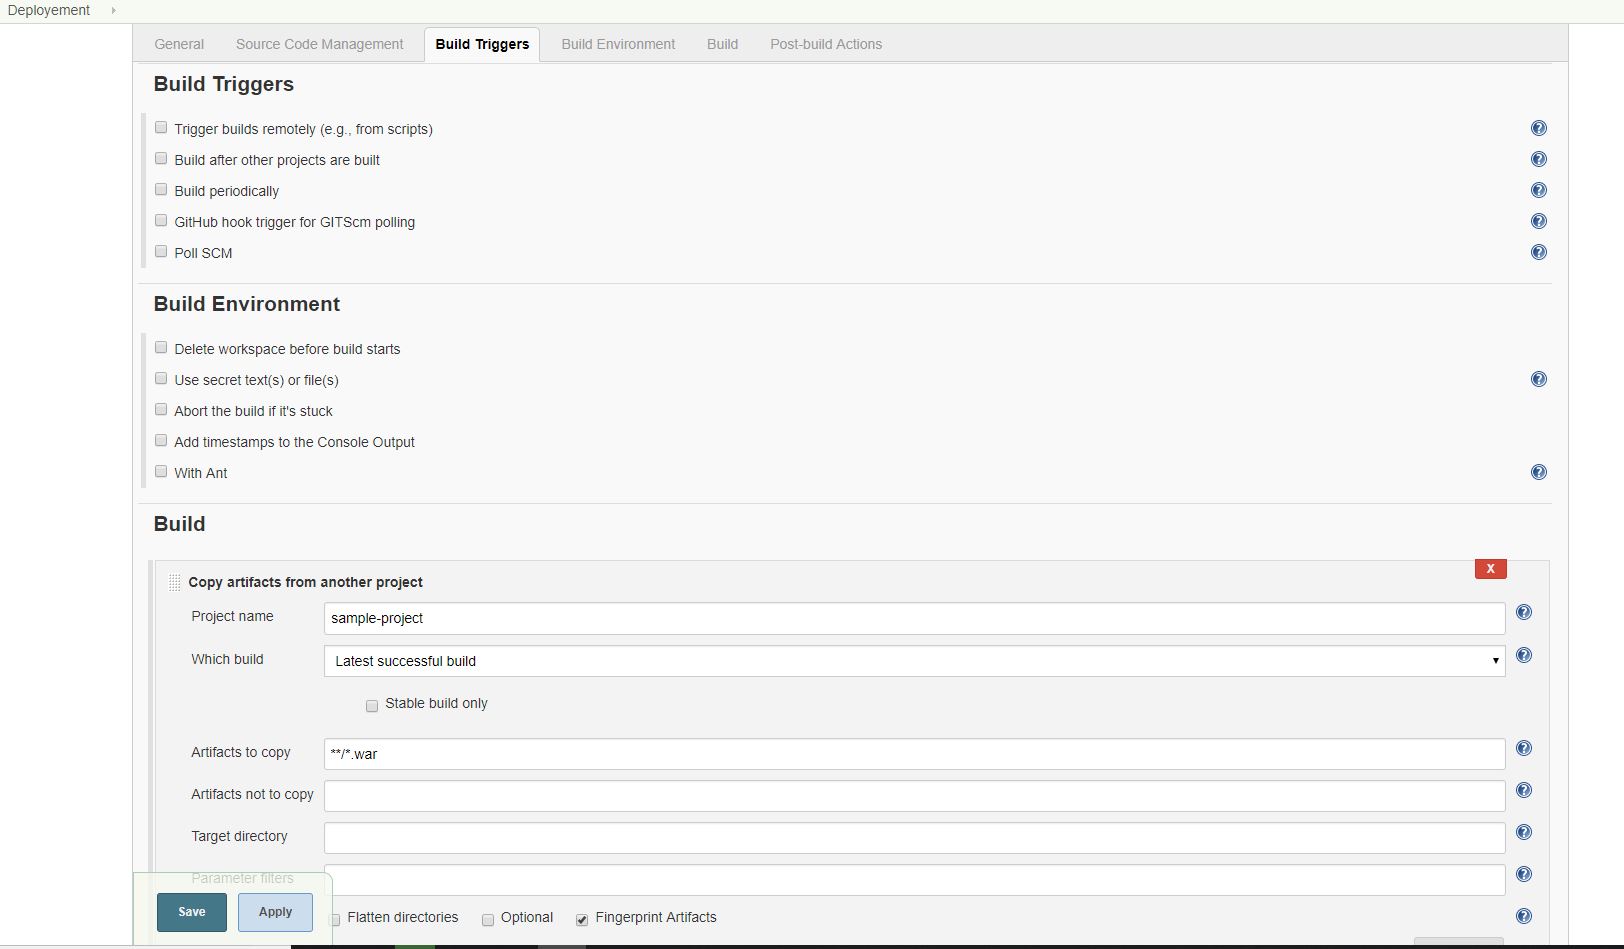 Deployement
General Source Code Management Build Triggers Build Environment Build Post-build Actions
Build Triggers
Trigger builds remotely (e.g., from scripts)
Build after other projects are built
Build periodically
GitHub hook trigger for GITScm polling
Poll SCM
Build Environment
Delete workspace before build starts
Use secret text(s) or file(s)
Abort the build if it's stuck
Add timestamps to the Console Output
With Ant
Build
X
Copy artifacts from another project
Project name sample-project
Which build Latest successful build
Stable build only
Artifacts to copy **/*.war
Artifacts not to copy
Target directory
Parameter filters
Save Apply
Flatten directories Optional Fingerprint Artifacts